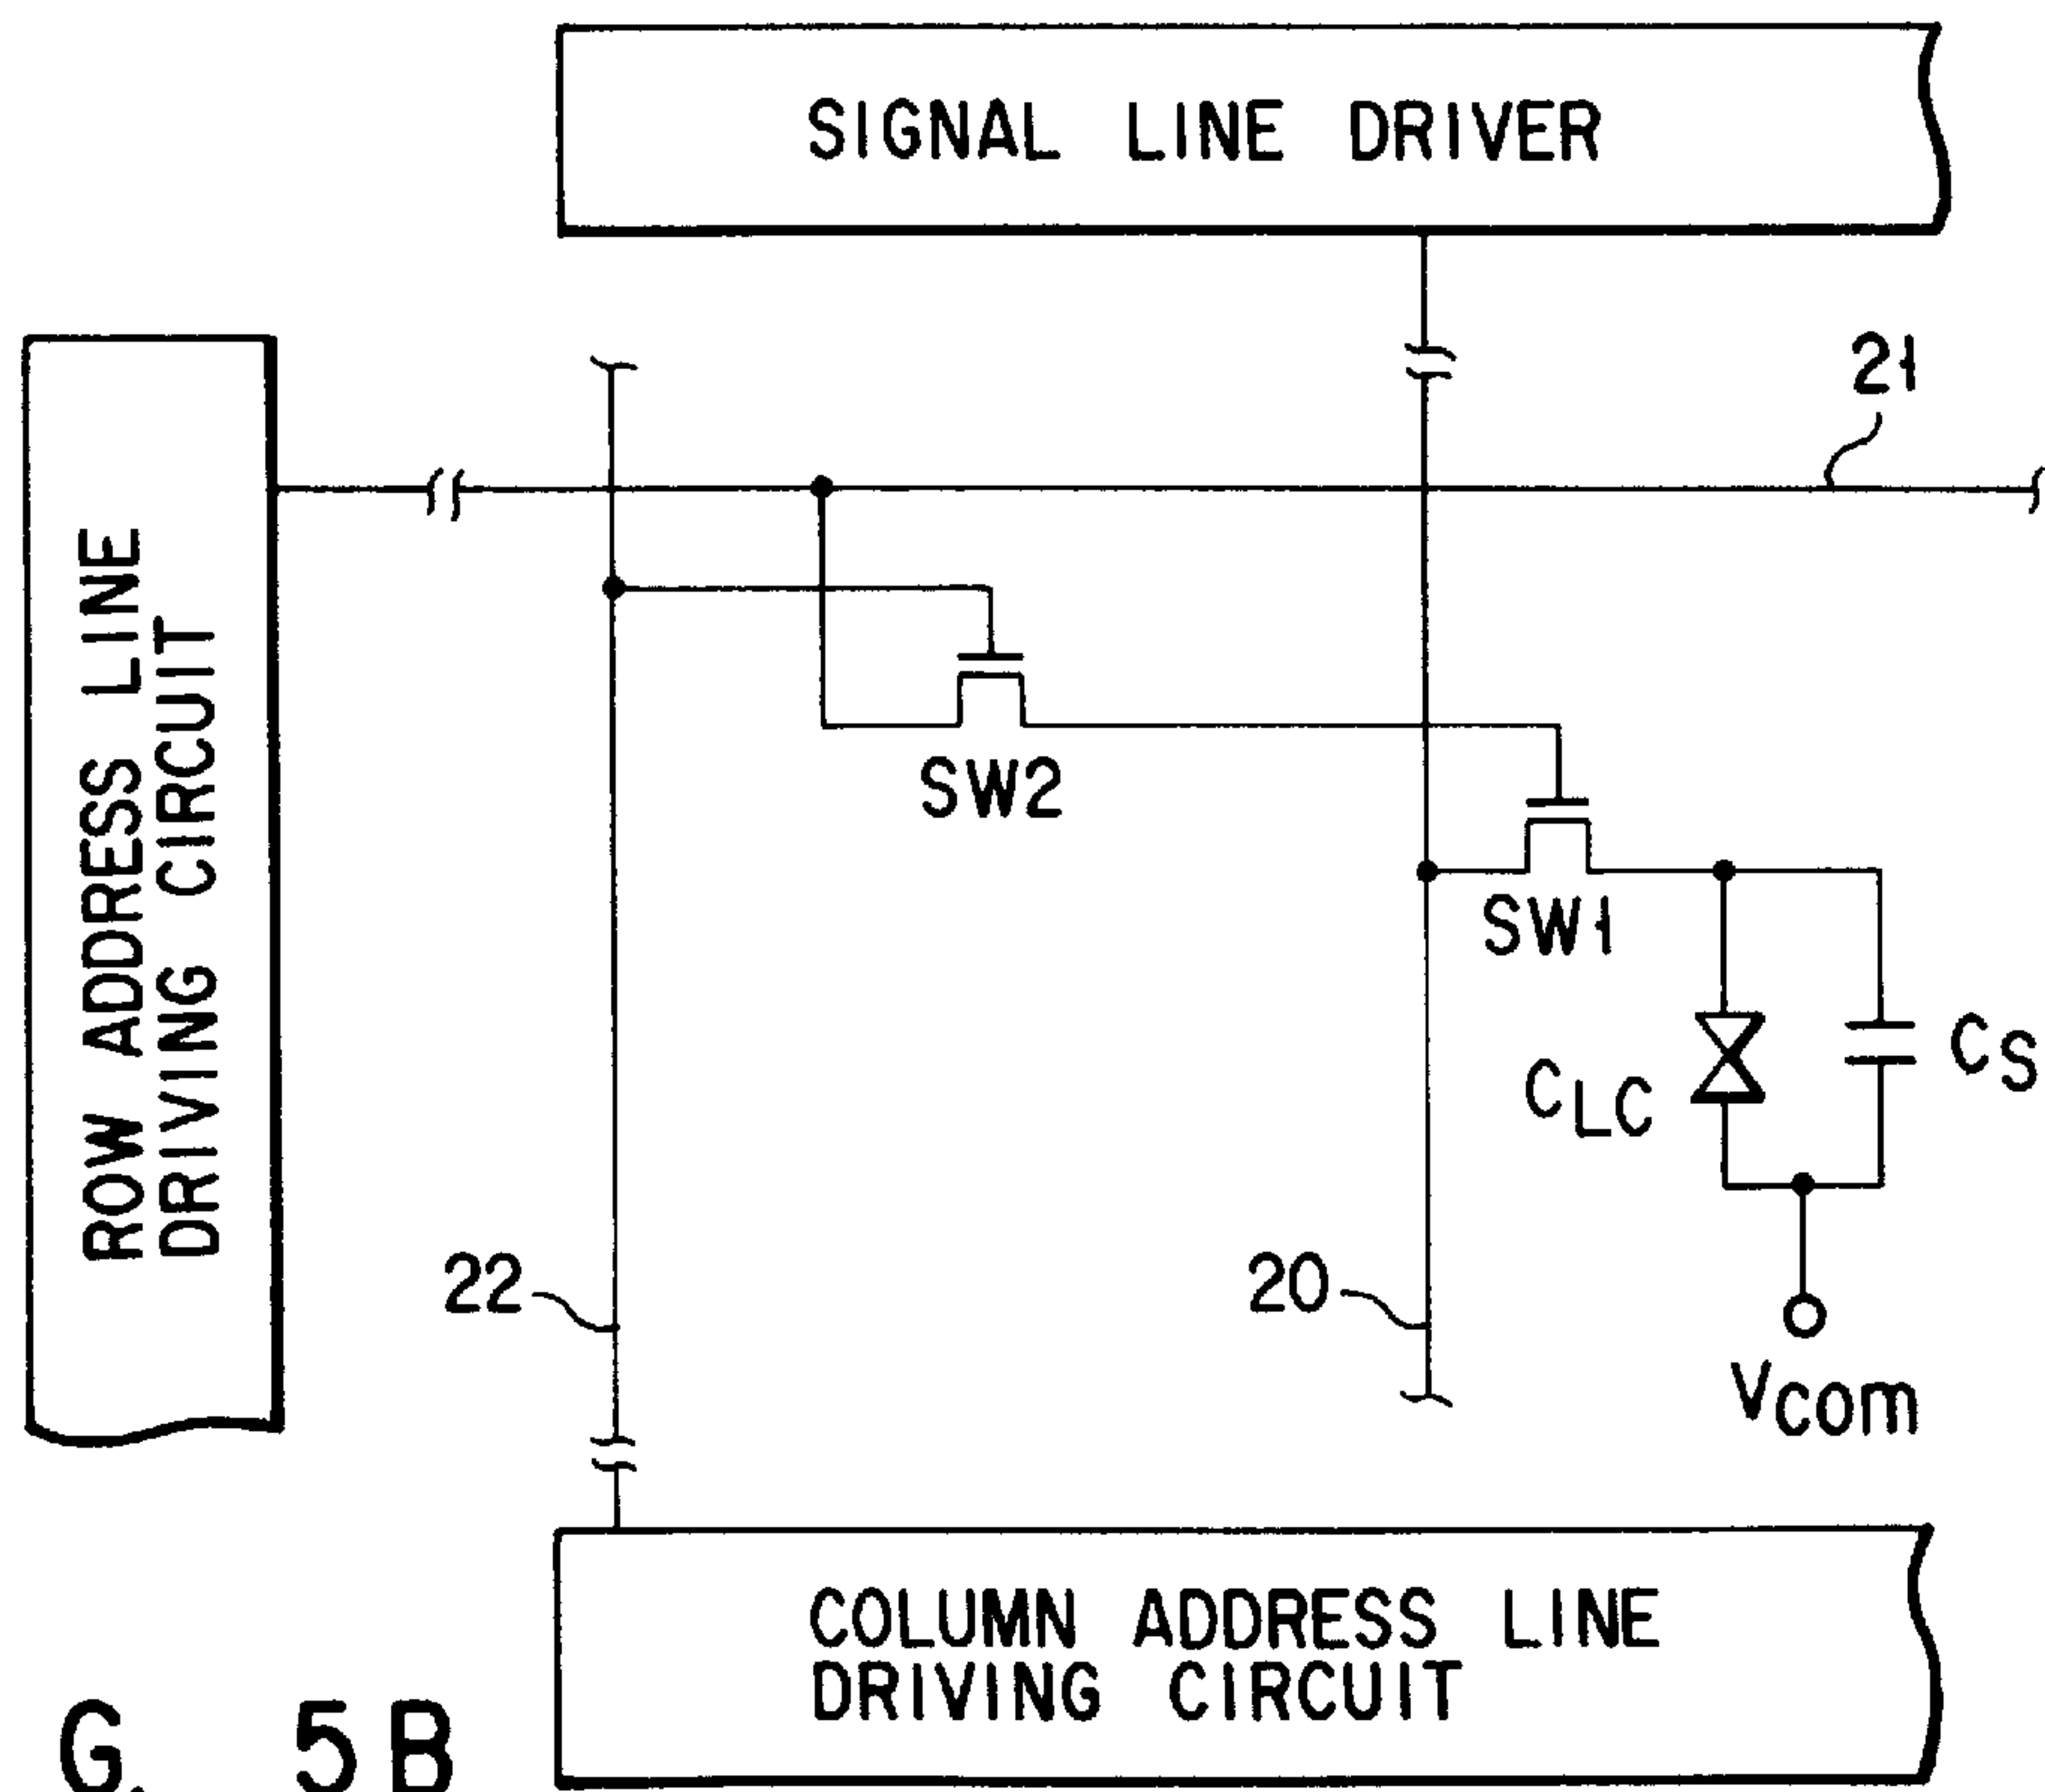 SIGNAL LINE DRIVER
21
ROW ADDRESS LINE
DRIVING CIRCUIT
SW2
SW1
CLC
CS
22
20
Vcom
COLUMN ADDRESS LINE
DRIVING CIRCUIT
G. 5B